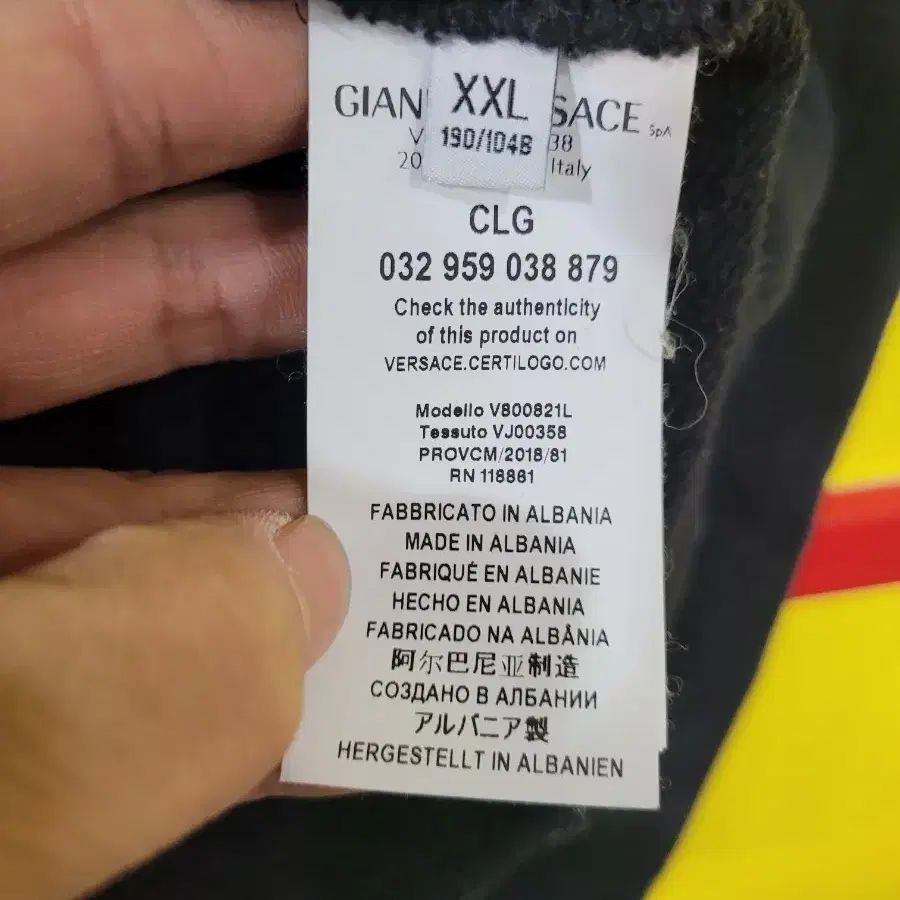 XXL
190/104B
GIAN SACE SpA
V 38
20 Italy
CLG
032 959 038 879
Check the authenticity
of this product on
VERSACE.CERTILOGO.COM
Modello V800821L
Tessuto VJ00358
PROVCM/2018/81
RN 118861
FABBRICATO IN ALBANIA
MADE IN ALBANIA
FABRIQUÉ EN ALBANIE
HECHO EN ALBANIA
FABRICADO NA ALBÂNIA
阿尔巴尼亚制造
СОЗДАНО В АЛБАНИИ
アルバニア製
HERGESTELLT IN ALBANIEN